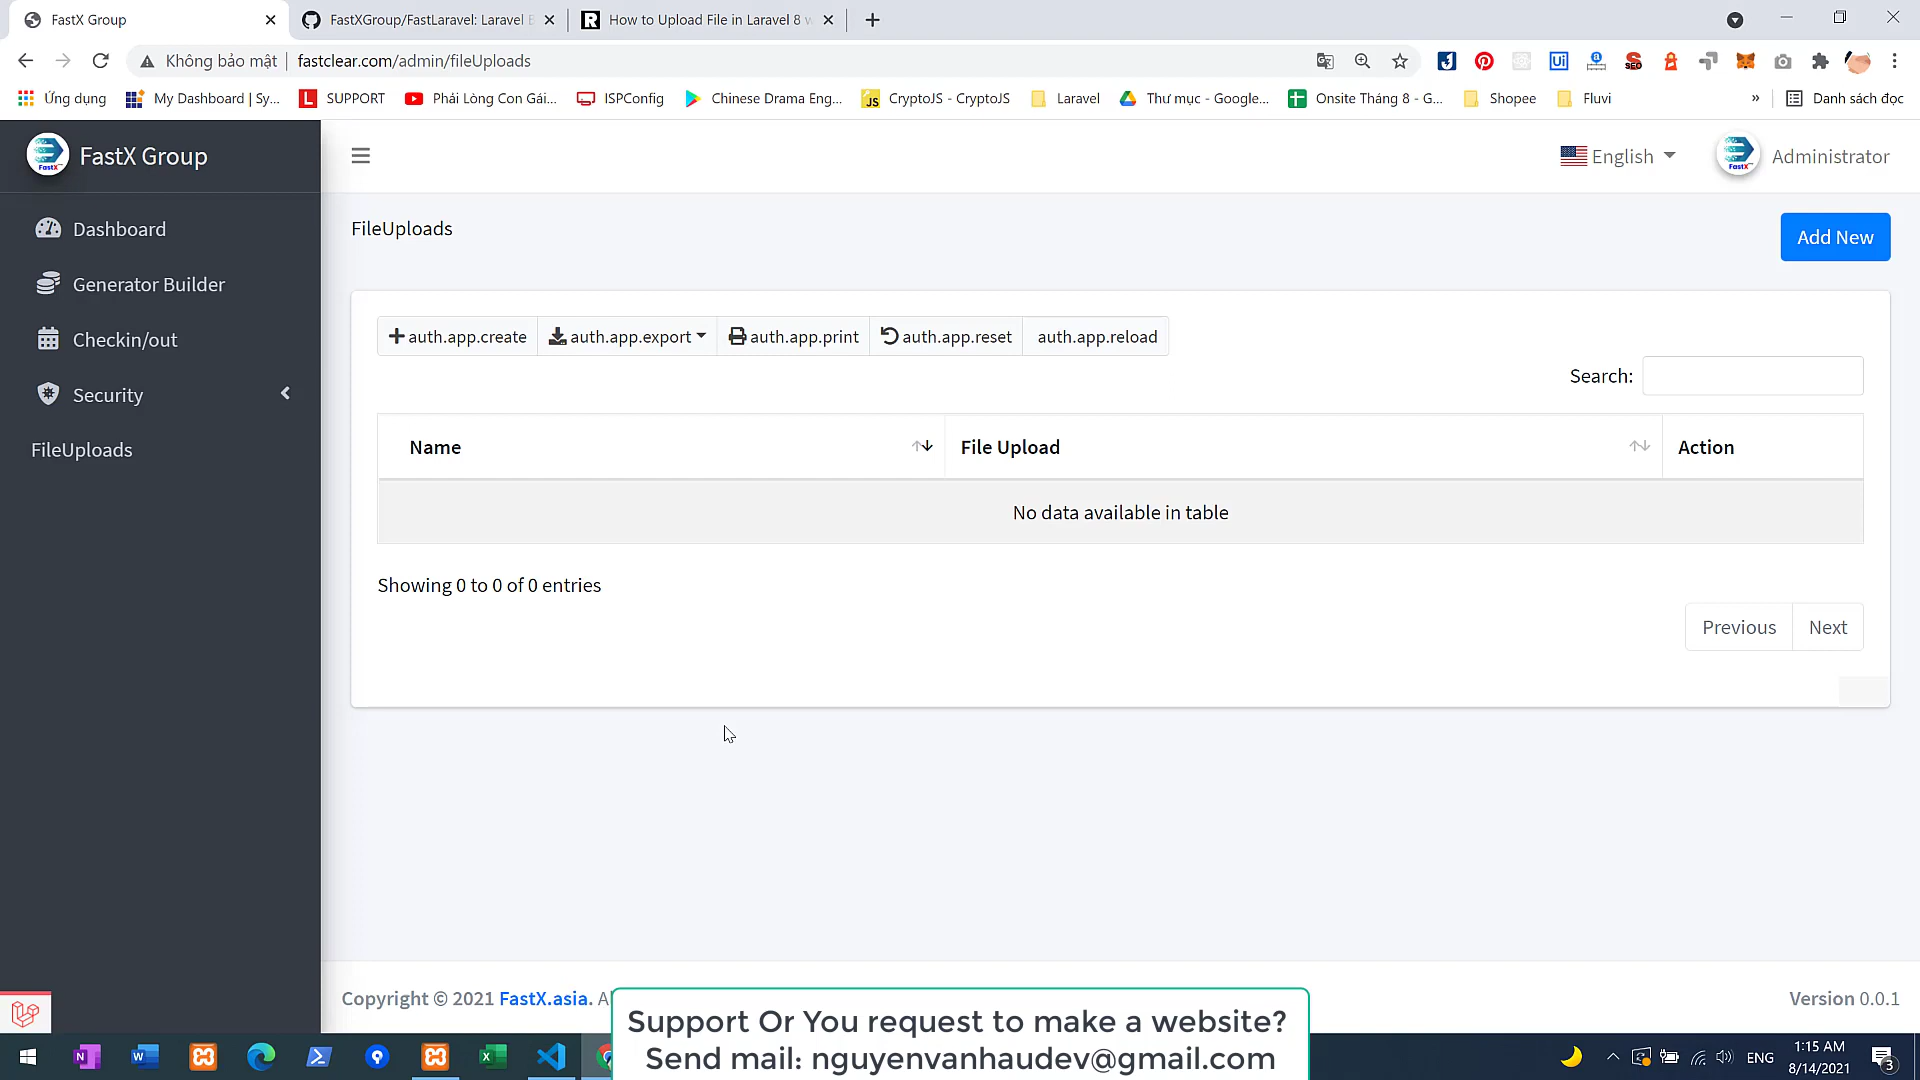 FastX Group
FastXGroup/FastLaravel: Laravel
How to Upload File in Laravel 8
Không bảo mật
fastclear.com/admin/fileUploads
Ứng dụng
My Dashboard | Sy...
SUPPORT
Phải Lòng Con Gái...
ISPConfig
Chinese Drama Eng...
CryptoJS - CryptoJS
Laravel
Thư mục - Google...
Onsite Tháng 8 - G...
Shopee
Fluvi
»
Danh sách đọc
FastX Group
English
Administrator
Dashboard
Generator Builder
Checkin/out
Security
FileUploads
FileUploads
Add New
auth.app.create
auth.app.export
auth.app.print
auth.app.reset
auth.app.reload
Search:
Name
File Upload
Action
No data available in table
Showing 0 to 0 of 0 entries
Previous
Next
Copyright © 2021 FastX.asia.
Version 0.0.1
Support Or You request to make a website?
Send mail: nguyenvanhaudev@gmail.com
ENG
1:15 AM
8/14/2021
3